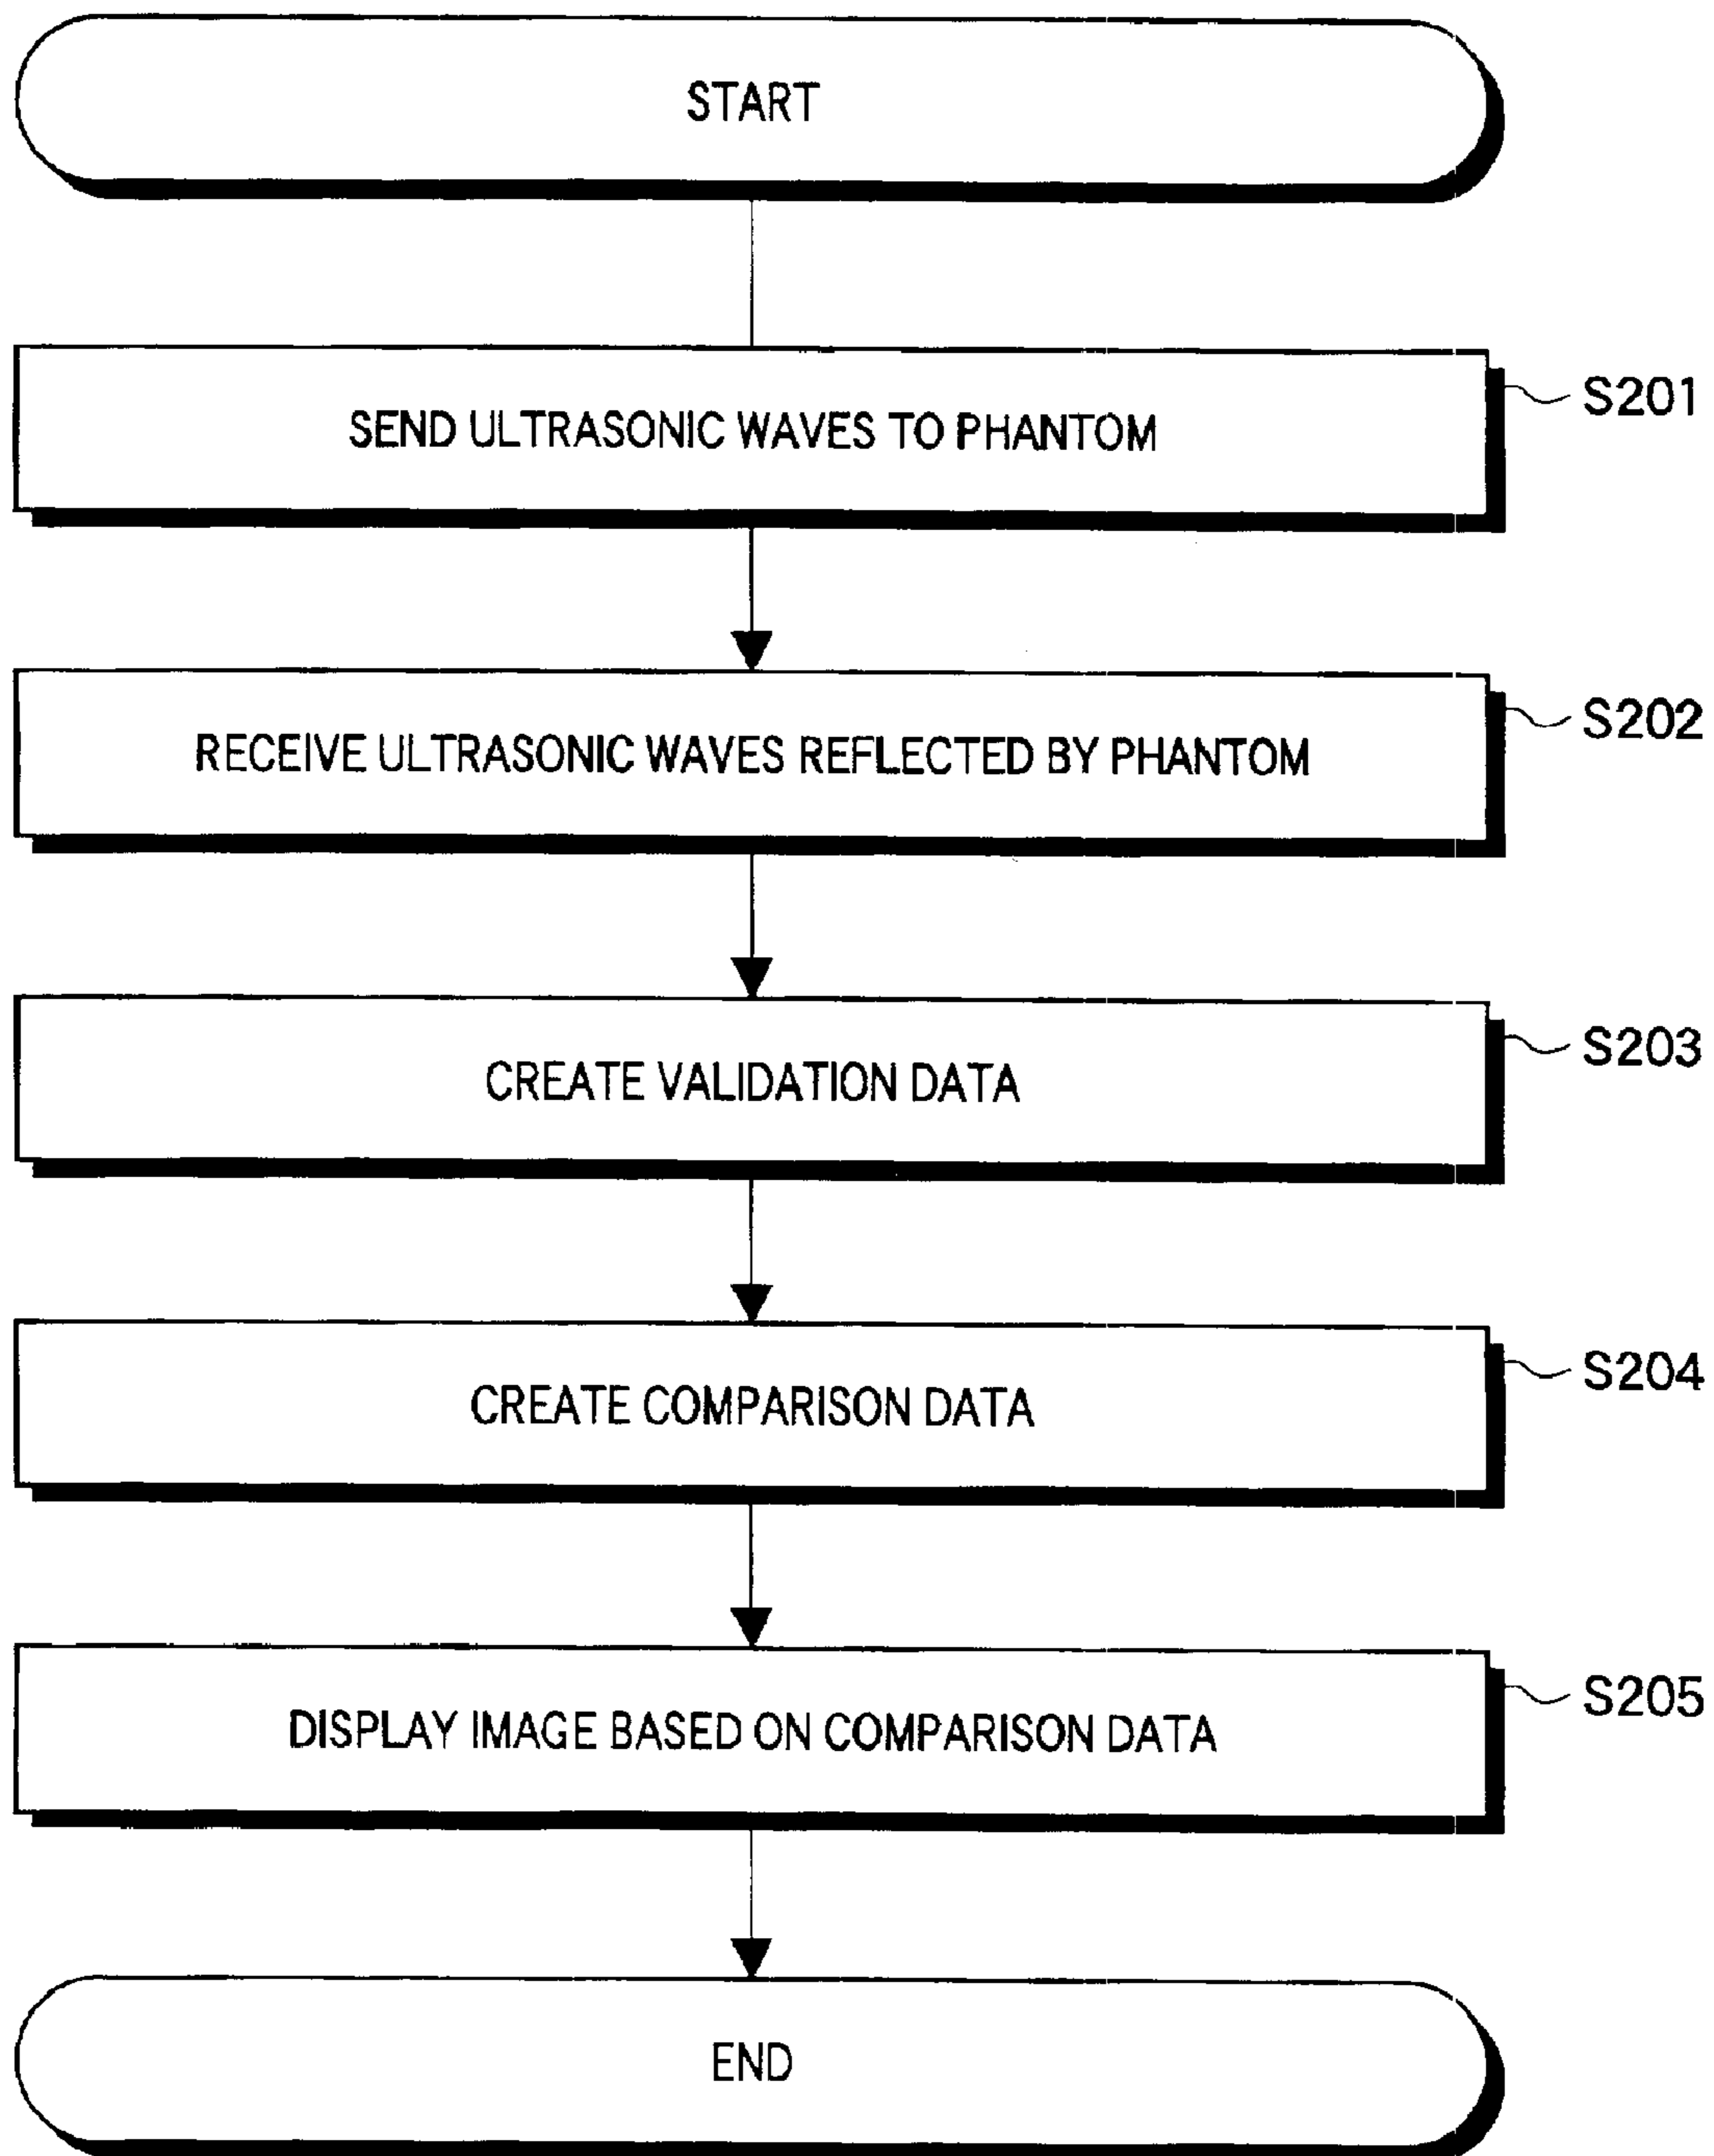 START
SEND ULTRASONIC WAVES TO PHANTOM
S201
RECEIVE ULTRASONIC WAVES REFLECTED BY PHANTOM
S202
CREATE VALIDATION DATA
S203
CREATE COMPARISON DATA
S204
DISPLAY IMAGE BASED ON COMPARISON DATA
S205
END